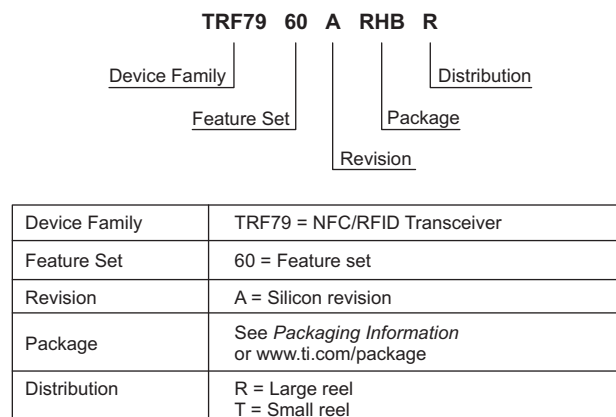 TRF79 60 A RHB R
Device Family
Distribution
Feature Set
Package
Revision
Device Family TRF79 = NFC/RFID Transceiver
Feature Set 60 = Feature set
Revision A = Silicon revision
Package See Packaging Information
or www.ti.com/package
Distribution R = Large reel
T = Small reel